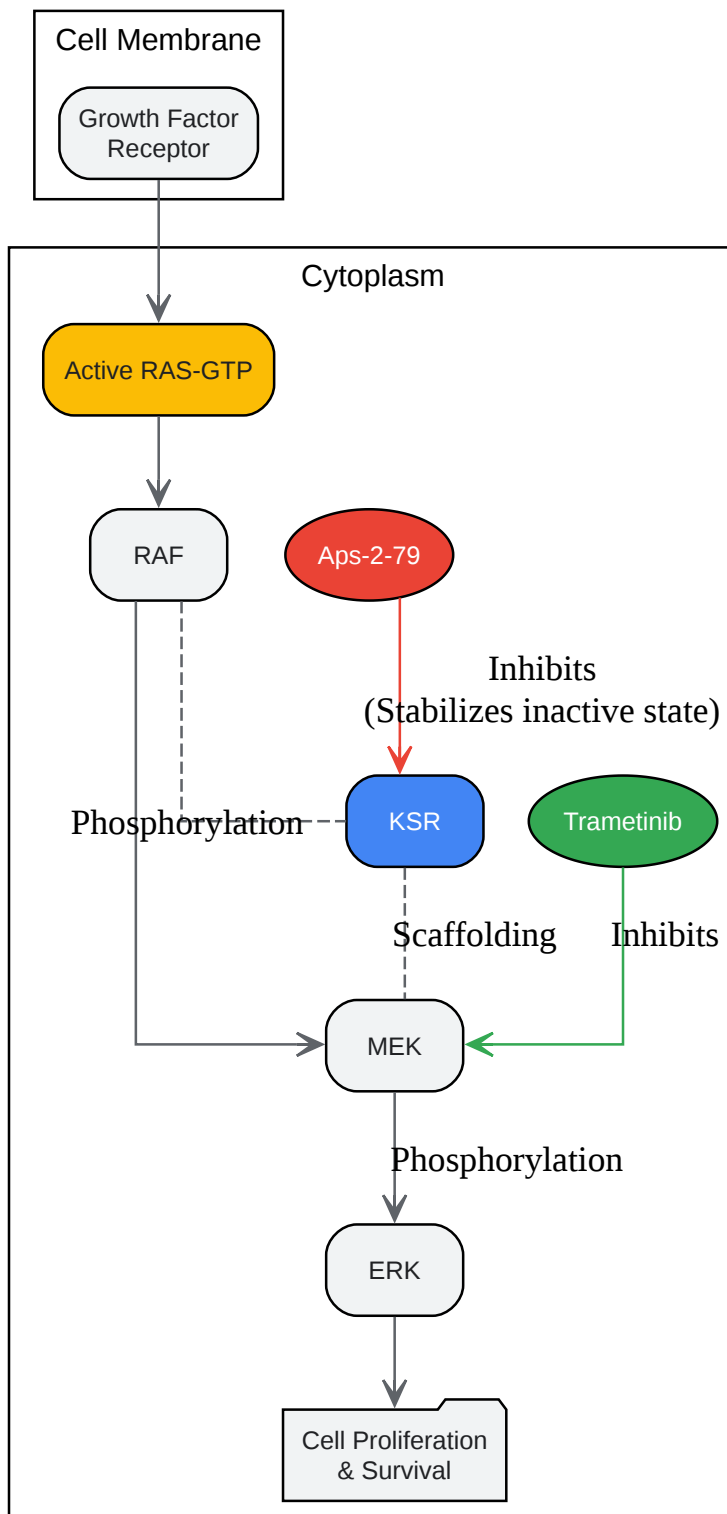 Cell Membrane
Growth Factor
Receptor
Cytoplasm
Active RAS-GTP
RAF
Aps-2-79
Inhibits
(Stabilizes inactive state)
Phosphorylation
KSR
Trametinib
Scaffolding
Inhibits
MEK
Phosphorylation
ERK
Cell Proliferation
& Survival